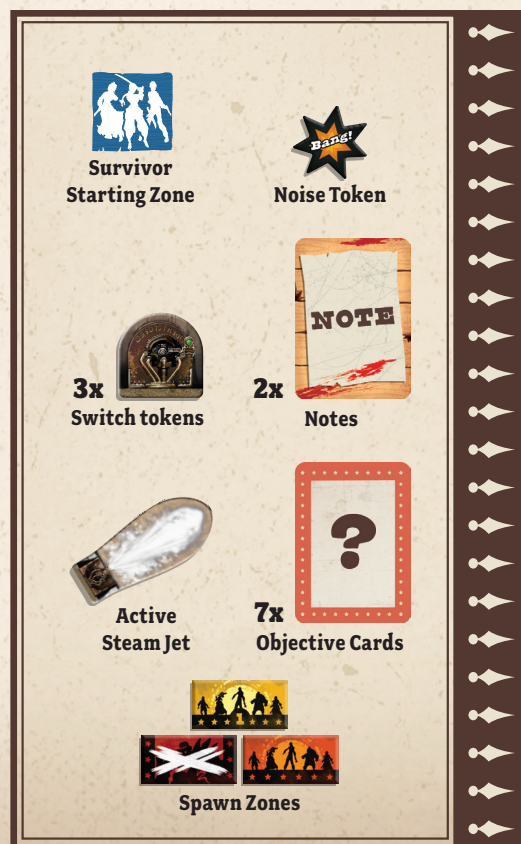 Survivor
Starting Zone
Bang!
Noise Token
3x
Switch tokens
NOTE
2x
Notes
Active
Steam Jet
?
7x
Objective Cards
1
Spawn Zones